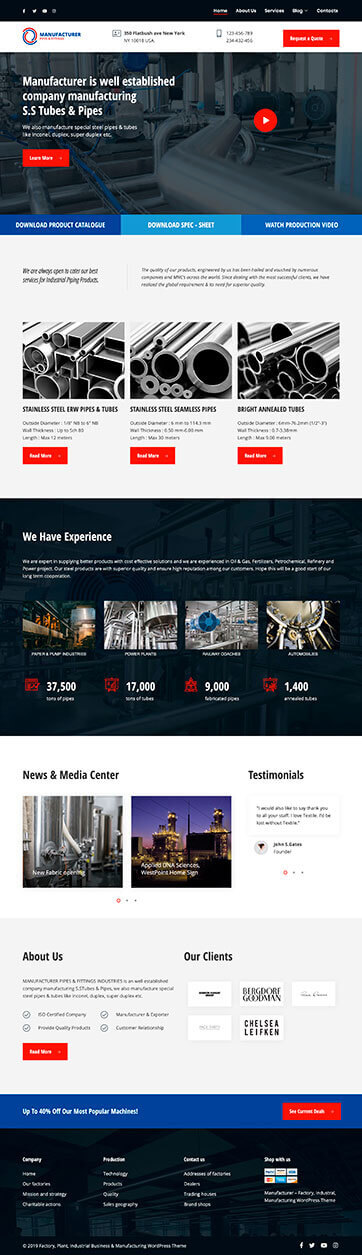 Home About Us Services Blog Contacts
MANUFACTURER
PIPES & FITTINGS
350 Flatbush ave New York
NY 10018 USA.
123-456-789
234-432-456
Request a Quote
Manufacturer is well established
company manufacturing
S.S Tubes & Pipes
We also manufacture special steel pipes & tubes
like inconel, duplex, super duplex etc.
Learn More
DOWNLOAD PRODUCT CATALOGUE
DOWNLOAD SPEC - SHEET
WATCH PRODUCTION VIDEO
We are always open to cater our best
services for Industrial Piping Products.
The quality of our products, engineered by us has been hailed and vouched by numerous
companies and MNC's across the world. Since dealing with the most successful clients, we have
realized the global requirement & its need for superior quality.
STAINLESS STEEL ERW PIPES & TUBES
Outside Diameter : 1/8" NB to 6" NB
Wall Thickness : Up to Sch 80
Length : Max 12 meters
Read More
STAINLESS STEEL SEAMLESS PIPES
Outside Diameter : 6 mm to 114.3 mm
Wall Thickness : 0.50 mm-6.00 mm
Length : Max 30 meters
Read More
BRIGHT ANNEALED TUBES
Outside Diameter : 6mm-76.2mm (1/2"-3")
Wall Thickness : 0.7-3.38mm
Length : Max 9.00 meters
Read More
We Have Experience
We are expert in supplying better products with cost effective solutions and we are experienced in Oil & Gas, Fertilizers, Petrochemical, Refinery and
Power project. Our steel products are with superior quality and ensure high reputation among our customers. Hope this will be a good start of our
long term cooperation.
PAPER & PUMP INDUSTRIES
POWER PLANTS
RAILWAY COACHES
AUTOMOBILES
37,500
tons of pipes
17,000
tons of tubes
9,000
fabricated pipes
1,400
annealed tubes
News & Media Center
New Fabric opening
Applied DNA Sciences,
WestPoint Home Sign
Testimonials
"I would also like to say thank you
to all your staff. I love Textile. I'd be
lost without Textile."
John S.Gates
Founder
About Us
MANUFACTURER PIPES & FITTINGS INDUSTRIES is an well established
company manufacturing S.S Tubes & Pipes, we also manufacture special
steel pipes & tubes like inconel, duplex, super duplex etc.
ISO Certified Company
Manufacturer & Exporter
Provide Quality Products
Customer Relationship
Read More
Our Clients
BERGDORF
GOODMAN
CHELSEA
LEIFKEN
Up To 40% Off Our Most Popular Machines!
See Current Deals
Company
Home
Our factories
Mission and strategy
Charitable actions
Production
Technology
Products
Quality
Sales geography
Contact us
Addresses of factories
Dealers
Trading houses
Brand shops
Shop with us
Manufacturer – Factory, Industrial,
Manufacturing WordPress Theme
© 2019 Factory, Plant, Industrial Business & Manufacturing WordPress Theme